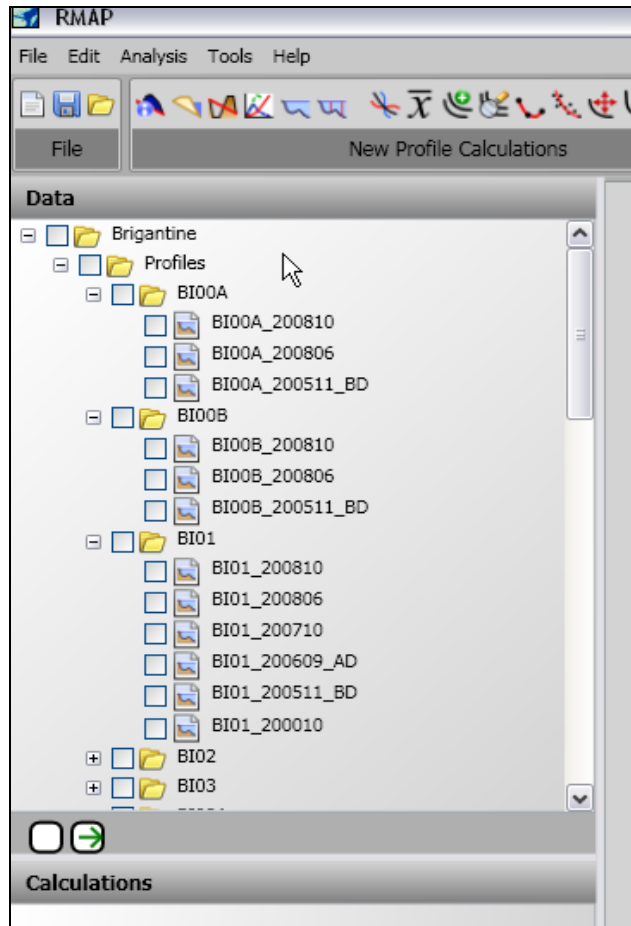 RMAP
File Edit Analysis Tools Help
File
New Profile Calculations
Data
Brigantine
Profiles
BI00A
BI00A_200810
BI00A_200806
BI00A_200511_BD
BI00B
BI00B_200810
BI00B_200806
BI00B_200511_BD
BI01
BI01_200810
BI01_200806
BI01_200710
BI01_200609_AD
BI01_200511_BD
BI01_200010
BI02
BI03
Calculations